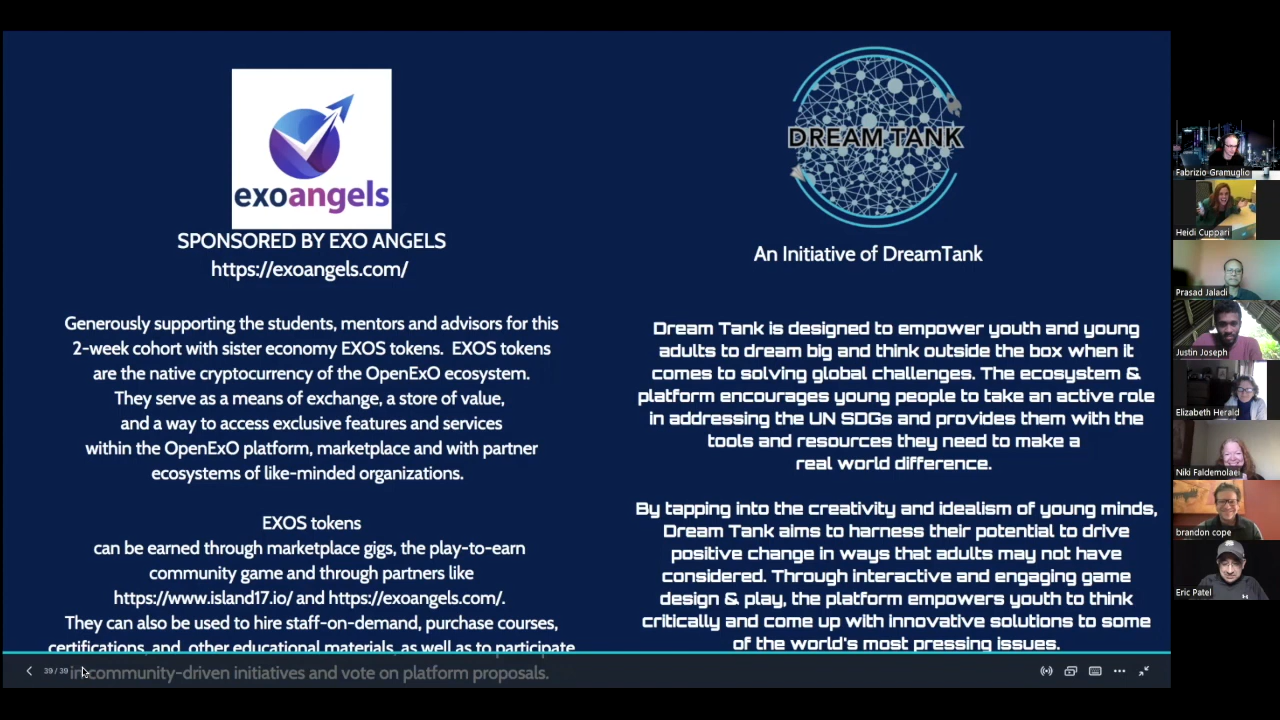 exoangels
SPONSORED BY EXO ANGELS
https://exoangels.com/
Generously supporting the students, mentors and advisors for this
2-week cohort with sister economy EXOS tokens. EXOS tokens
are the native cryptocurrency of the OpenExO ecosystem.
They serve as a means of exchange, a store of value,
and a way to access exclusive features and services
within the OpenExO platform, marketplace and with partner
ecosystems of like-minded organizations.
EXOS tokens
can be earned through marketplace gigs, the play-to-earn
community game and through partners like
https://www.island17.io/ and https://exoangels.com/.
They can also be used to hire staff-on-demand, purchase courses,
certifications, and, other educational materials, as well as to participate
in community-driven initiatives and vote on platform proposals.
39 / 39
DREAM TANK
An Initiative of DreamTank
Dream Tank is designed to empower youth and young
adults to dream big and think outside the box when it
comes to solving global challenges. The ecosystem &
platform encourages young people to take an active role
in addressing the UN SDGs and provides them with the
tools and resources they need to make a
real world difference.
By tapping into the creativity and idealism of young minds,
Dream Tank aims to harness their potential to drive
positive change in ways that adults may not have
considered. Through interactive and engaging game
design & play, the platform empowers youth to think
critically and come up with innovative solutions to some
of the world's most pressing issues.
Fabrizio Gramuglio
Heidi Cuppari
Prasad Jaladi
Justin Joseph
Elizabeth Herald
Niki Faldemolaei
brandon cope
Eric Patel